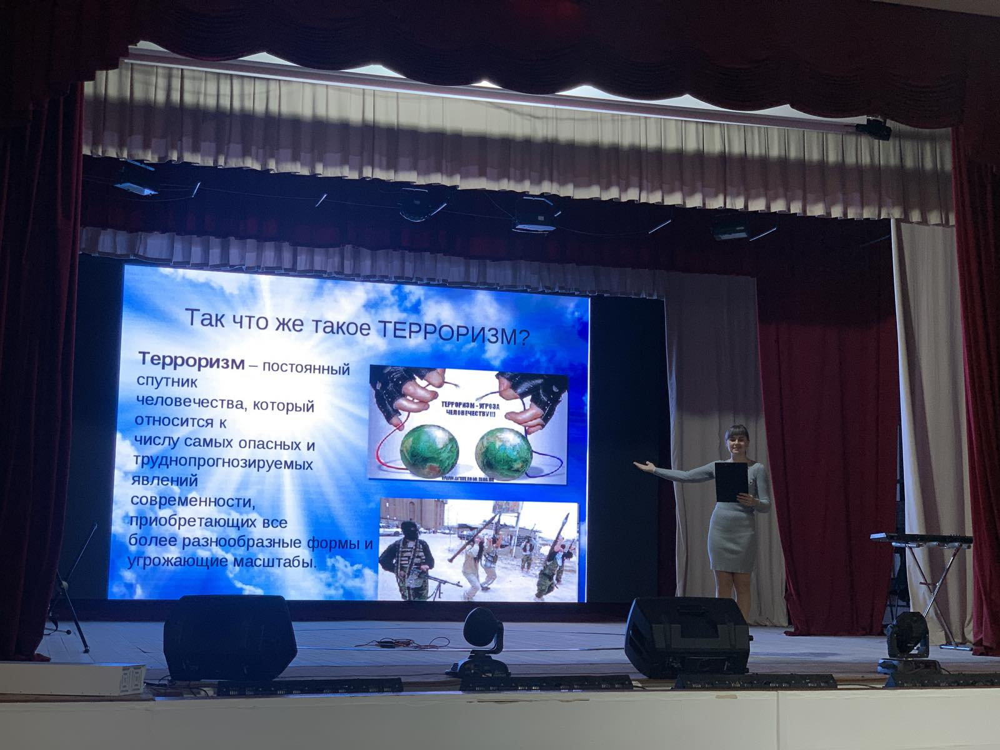 Так что же такое ТЕРРОРИЗМ?
Терроризм – постоянный
спутник
человечества, который
относится к
числу самых опасных и
труднопрогнозируемых
явлений
современности,
приобретающих все
более разнообразные формы и
угрожающие масштабы.
ТЕРРОРИЗМ - УГРОЗА
ЧЕЛОВЕЧЕСТВУ!!!